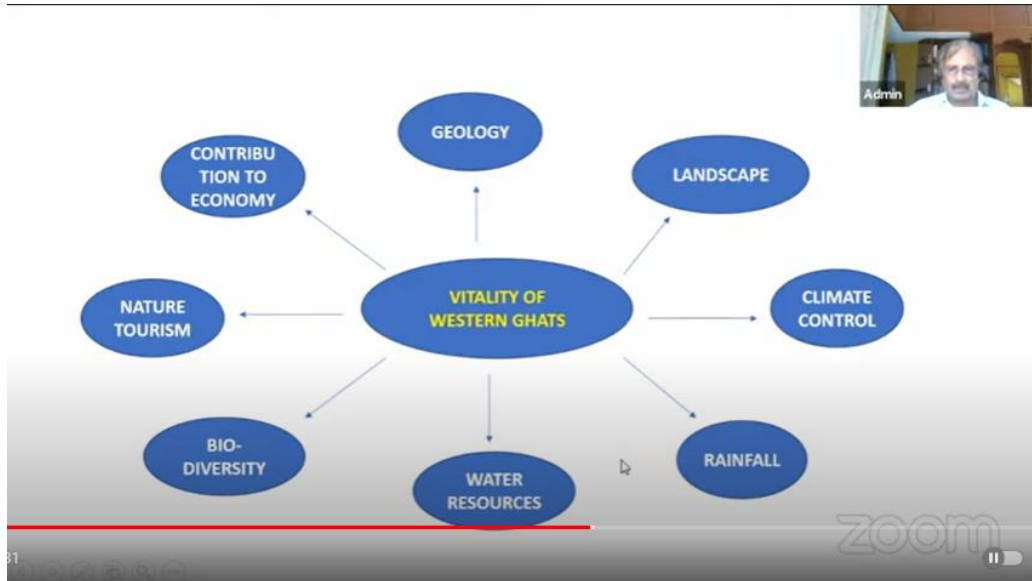 Admin
GEOLOGY
CONTRIBU
TION TO
ECONOMY
LANDSCAPE
VITALITY OF
WESTERN GHATS
NATURE
TOURISM
CLIMATE
CONTROL
BIO-
DIVERSITY
WATER
RESOURCES
RAINFALL
zoom
31